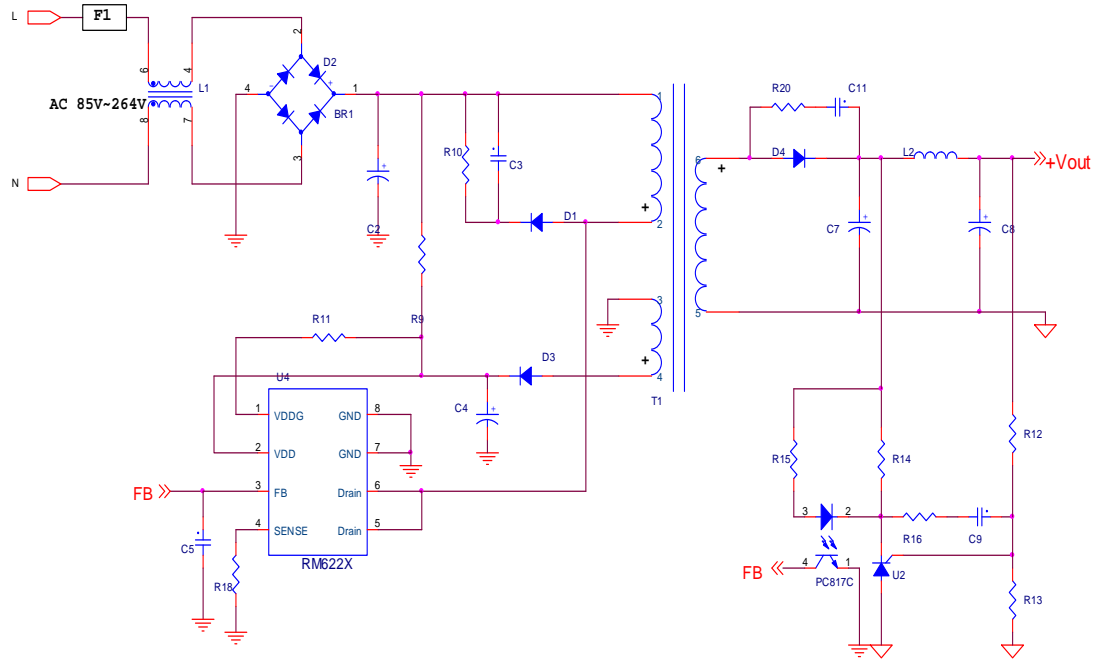 L
F1
2
6
4
D2
L1
4
-
+
1
AC 85V~264V
BR1
8
7
3
N
C2
R10
C3
D1
R9
1
+
2
3
+
4
T1
R20
C11
D4
6
+
5
L2
+Vout
C7
C8
R11
D3
C4
U4
1
VDDG
GND
8
2
VDD
GND
7
3
FB
Drain
6
4
SENSE
Drain
5
RM622X
FB
C5
R18
R15
R14
R12
3
2
R16
C9
FB
4
1
PC817C
U2
R13